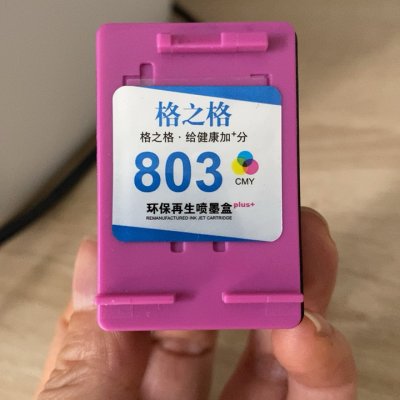 格之格
格之格·给健康加+分
803
CMY
环保再生喷墨盒plus+
REMANUFACTURED INK JET CARTRIDGE